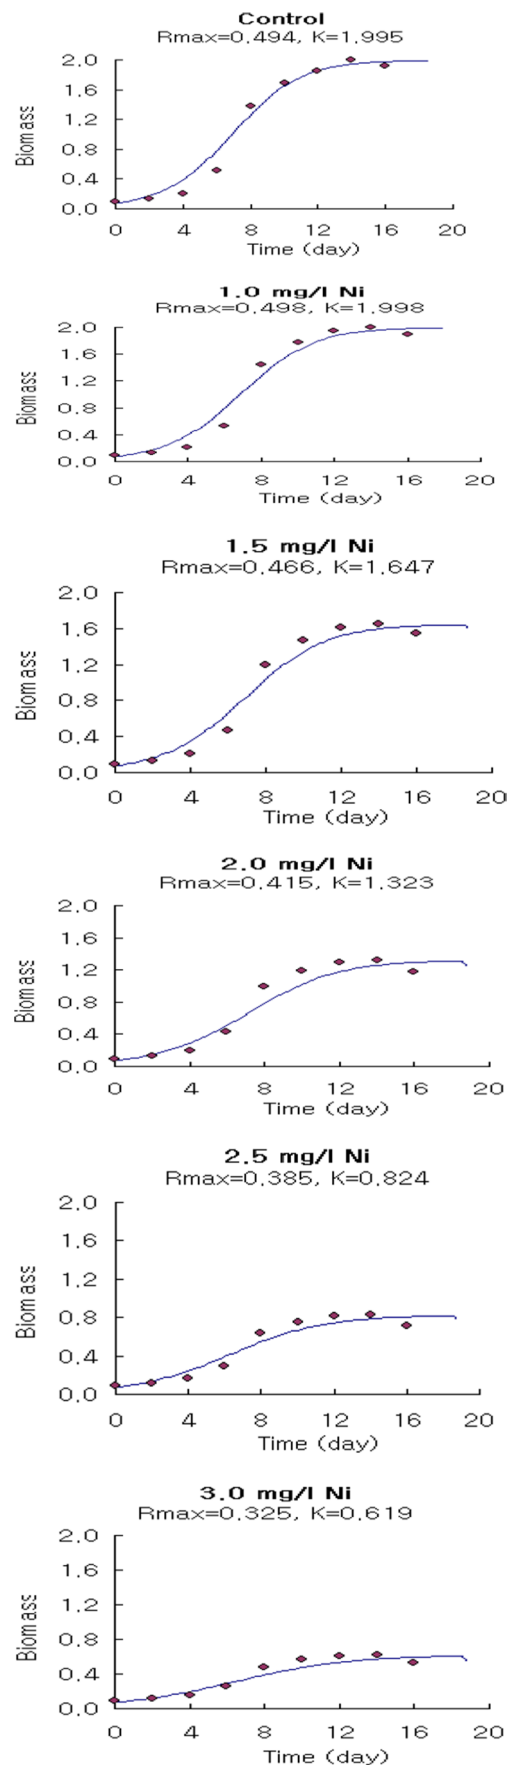 Control
Rmax=0.494, K=1.995
2.0
1.6
1.2
0.8
0.4
0.0
Biomass
0 4 8 12 16 20
Time (day)
1.0 mg/l Ni
Rmax=0.498, K=1.998
2.0
1.6
1.2
0.8
0.4
0.0
Biomass
0 4 8 12 16 20
Time (day)
1.5 mg/l Ni
Rmax=0.466, K=1.647
2.0
1.6
1.2
0.8
0.4
0.0
Biomass
0 4 8 12 16 20
Time (day)
2.0 mg/l Ni
Rmax=0.415, K=1.323
2.0
1.6
1.2
0.8
0.4
0.0
Biomass
0 4 8 12 16 20
Time (day)
2.5 mg/l Ni
Rmax=0.385, K=0.824
2.0
1.6
1.2
0.8
0.4
0.0
Biomass
0 4 8 12 16 20
Time (day)
3.0 mg/l Ni
Rmax=0.325, K=0.619
2.0
1.6
1.2
0.8
0.4
0.0
Biomass
0 4 8 12 16 20
Time (day)